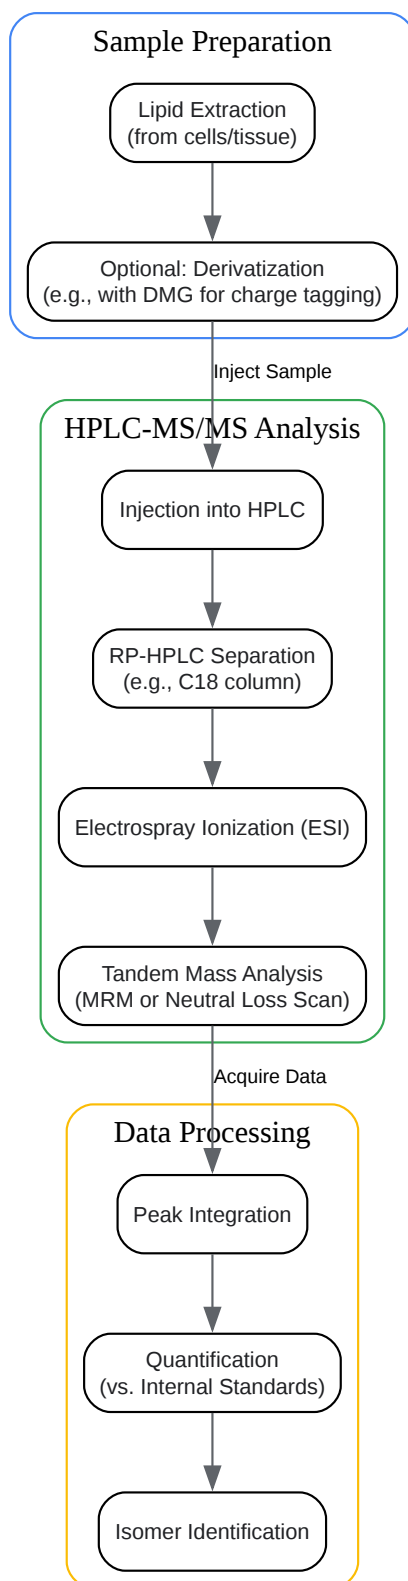 Sample Preparation
Lipid Extraction
(from cells/tissue)
Optional: Derivatization
(e.g., with DMG for charge tagging)
Inject Sample
HPLC-MS/MS Analysis
Injection into HPLC
RP-HPLC Separation
(e.g., C18 column)
Electrospray Ionization (ESI)
Tandem Mass Analysis
(MRM or Neutral Loss Scan)
Acquire Data
Data Processing
Peak Integration
Quantification
(vs. Internal Standards)
Isomer Identification